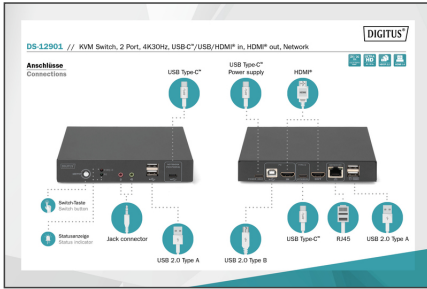 DIGITUS®
DS-12901 // KVM Switch, 2 Port, 4K30Hz, USB-C™/USB/HDMI® in, HDMI® out, Network
Anschlüsse
Connections
USB Type-C™
USB Type-C™
Power supply
HDMI®
Switch-Taste
Switch button
Statusanzeige
Status indicator
Jack connector
USB 2.0 Type A
USB 2.0 Type B
USB Type-C™
RJ45
USB 2.0 Type A